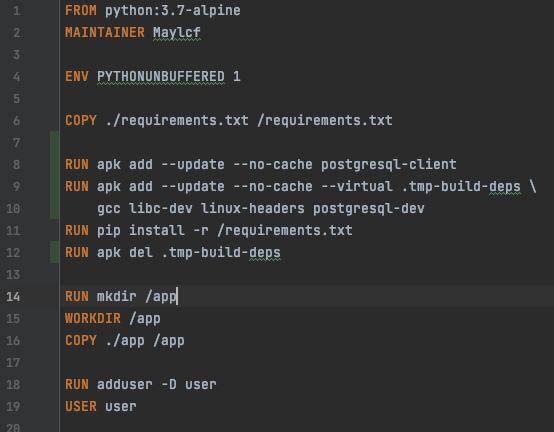 1 FROM python:3.7-alpine
2 MAINTAINER Maylcf
3
4 ENV PYTHONUNBUFFERED 1
5
6 COPY ./requirements.txt /requirements.txt
7
8 RUN apk add --update --no-cache postgresql-client
9 RUN apk add --update --no-cache --virtual .tmp-build-deps \
10 gcc libc-dev linux-headers postgresql-dev
11 RUN pip install -r /requirements.txt
12 RUN apk del .tmp-build-deps
13
14 RUN mkdir /app
15 WORKDIR /app
16 COPY ./app /app
17
18 RUN adduser -D user
19 USER user
20